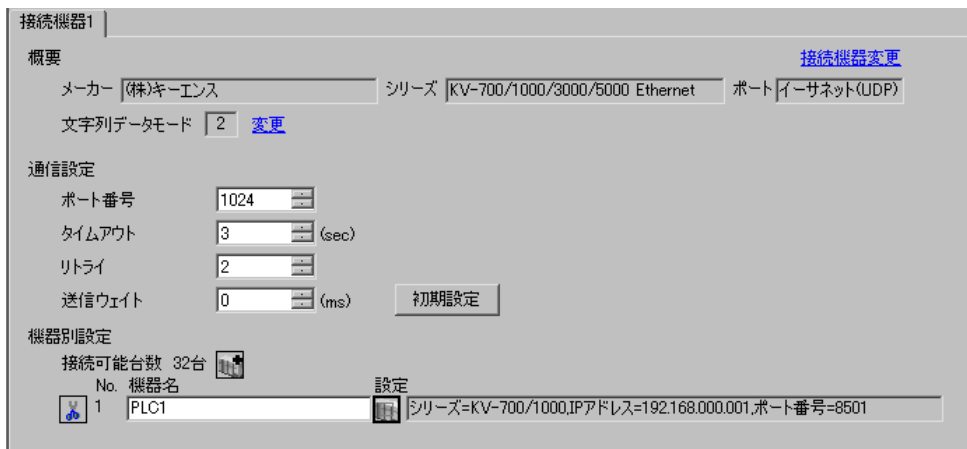 接続機器1
概要 接続機器変更
メーカー (株)キーエンス シリーズ KV-700/1000/3000/5000 Ethernet ポート イーサネット(UDP)
文字列データモード 2 変更
通信設定
ポート番号 1024
タイムアウト 3 (sec)
リトライ 2
送信ウェイト 0 (ms) 初期設定
機器別設定
接続可能台数 32台
No. 機器名 設定
1 PLC1 シリーズ=KV-700/1000,IPアドレス=192.168.000.001,ポート番号=8501